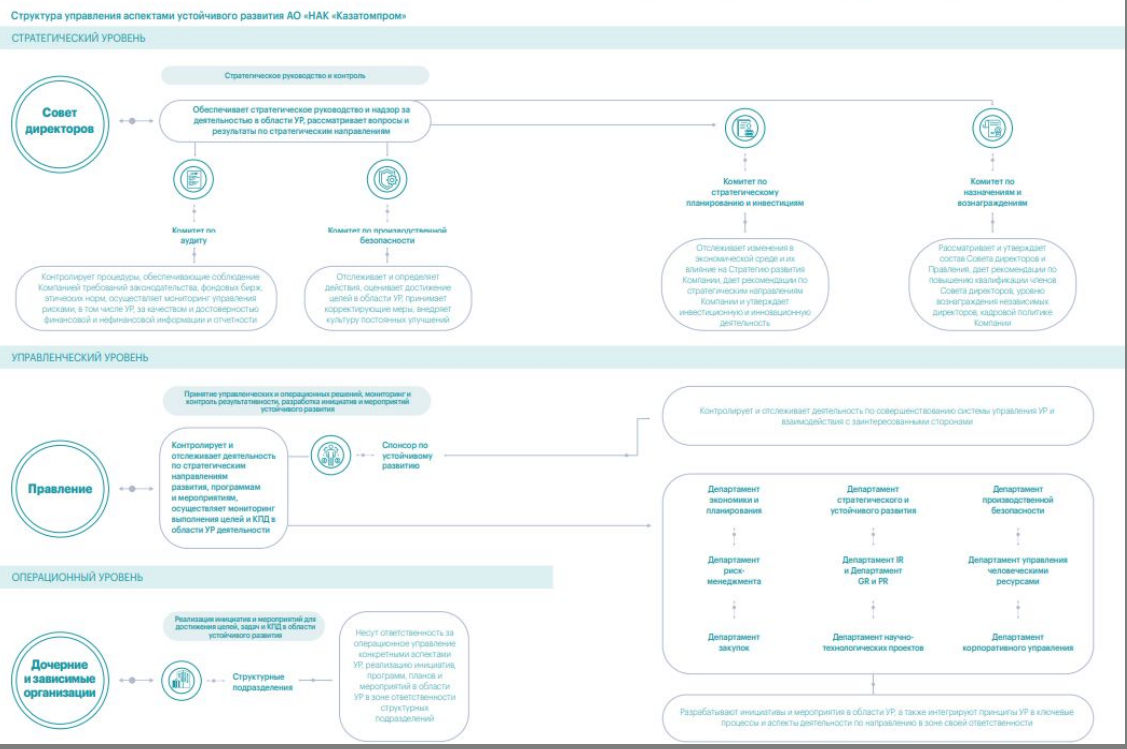 Структура управления аспектами устойчивого развития АО «НАК «Казатомпром»
СТРАТЕГИЧЕСКИЙ УРОВЕНЬ
Стратегическое руководство и контроль
Совет
директоров
Обеспечивает стратегическое руководство и надзор за
деятельностью в области УР, рассматривает вопросы и
результаты по стратегическим направлениям
Комитет по
аудиту
Контролирует процедуры, обеспечивающие соблюдение
Компанией требований законодательства, фондовых бирж,
этических норм, осуществляет мониторинг управления
рисками, в том числе УР, за качеством и достоверностью
финансовой и нефинансовой информации и отчетности
Комитет по производственной
безопасности
Отслеживает и определяет
действия, оценивает достижение
целей в области УР, принимает
корректирующие меры, внедряет
культуру постоянных улучшений
Комитет по
стратегическому
планированию и инвестициям
Отслеживает изменения в
экономической среде и их
влияние на Стратегию развития
Компании, дает рекомендации по
стратегическим направлениям
Компании и утверждает
инвестиционную и инновационную
деятельность
Комитет по
назначениям и
вознаграждениям
Рассматривает и утверждает
состав Совета директоров и
Правления, дает рекомендации по
повышению квалификации членов
Совета директоров, уровню
вознаграждения независимых
директоров, кадровой политике
Компании
УПРАВЛЕНЧЕСКИЙ УРОВЕНЬ
Принятие управленческих и операционных решений, мониторинг и
контроль результативности, разработка инициатив и мероприятий
устойчивого развития
Правление
Контролирует и
отслеживает деятельность
по стратегическим
направлениям
развития, программам
и мероприятиям,
осуществляет мониторинг
выполнения целей и КПД в
области УР деятельности
Спонсор по
устойчивому
развитию
Контролирует и отслеживает деятельность по совершенствованию системы управления УР и
взаимодействия с заинтересованными сторонами
Департамент
экономики и
планирования
Департамент
стратегического и
устойчивого развития
Департамент
производственной
безопасности
Департамент
риск-
менеджмента
Департамент IR
и Департамент
GR и PR
Департамент управления
человеческими
ресурсами
Департамент
закупок
Департамент научно-
технологических проектов
Департамент
корпоративного управления
Разрабатывают инициативы и мероприятия в области УР, а также интегрируют принципы УР в ключевые
процессы и аспекты деятельности по направлению в зоне своей ответственности
ОПЕРАЦИОННЫЙ УРОВЕНЬ
Реализация инициатив и мероприятий для
достижения целей, задач и КПД в области
устойчивого развития
Дочерние
и зависимые
организации
Структурные
подразделения
Несут ответственность за
операционное управление
конкретными аспектами
УР, реализацию инициатив,
программ, планов и
мероприятий в области
УР в зоне ответственности
структурных
подразделений